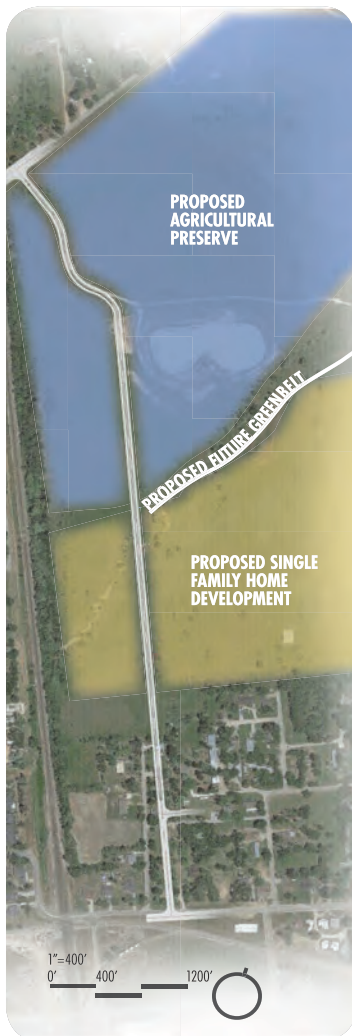 PROPOSED
AGRICULTURAL
PRESERVE
PROPOSED FUTURE GREENBELT
PROPOSED SINGLE
FAMILY HOME
DEVELOPMENT
1"=400'
0' 400' 1200'